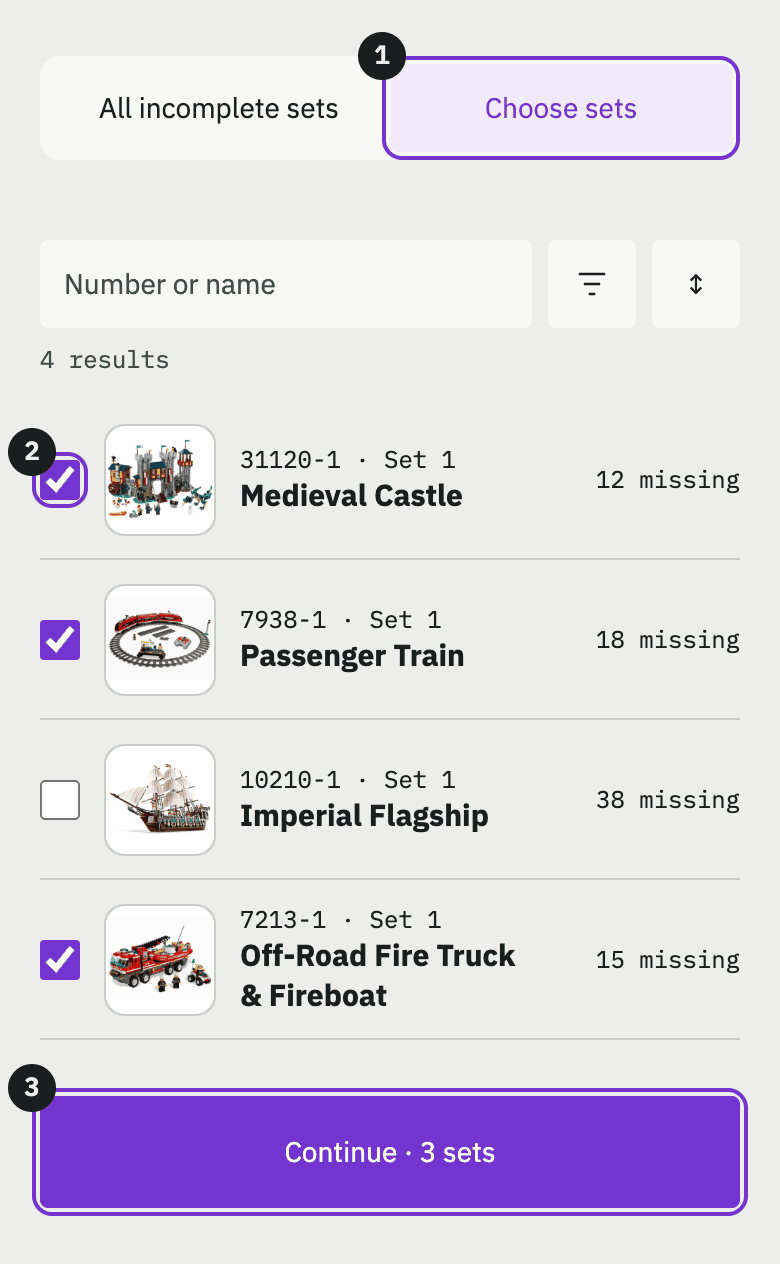 1
All incomplete sets
Choose sets
Number or name
4 results
2
31120-1 · Set 1
Medieval Castle
12 missing
7938-1 · Set 1
Passenger Train
18 missing
10210-1 · Set 1
Imperial Flagship
38 missing
7213-1 · Set 1
Off-Road Fire Truck
& Fireboat
15 missing
3
Continue · 3 sets